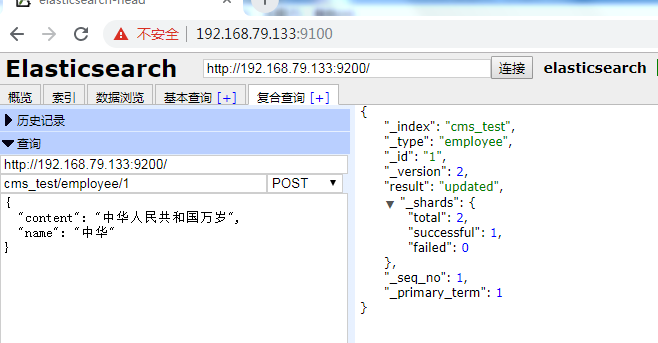 elasticsearch-head
不安全 192.168.79.133:9100
Elasticsearch http://192.168.79.133:9200/ 连接 elasticsearch
概览 索引 数据浏览 基本查询 [+] 复合查询 [+]
历史记录
查询
http://192.168.79.133:9200/
cms_test/employee/1 POST
{
"content": "中华人民共和国万岁",
"name": "中华"
}
{
"_index": "cms_test",
"_type": "employee",
"_id": "1",
"_version": 2,
"result": "updated",
"_shards": {
"total": 2,
"successful": 1,
"failed": 0
},
"_seq_no": 1,
"_primary_term": 1
}